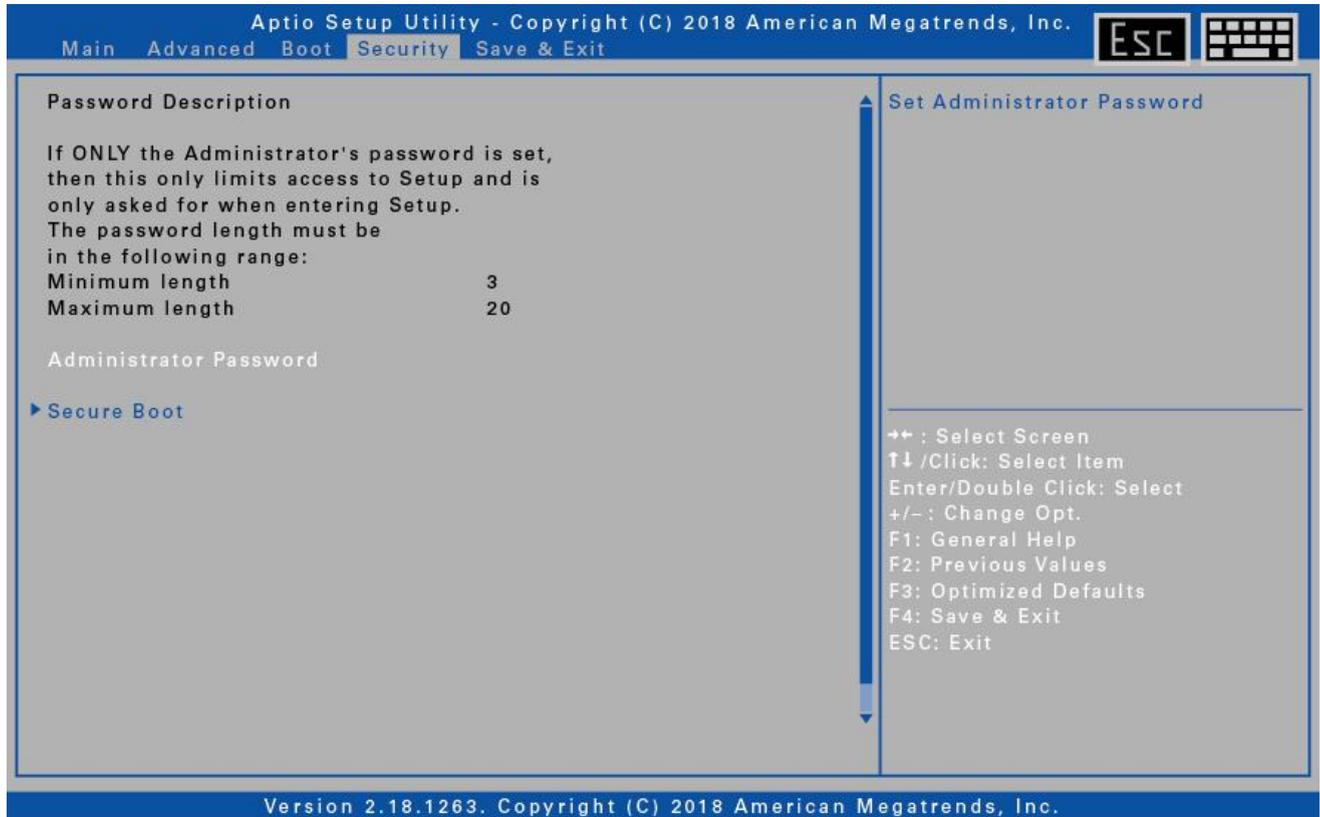 Aptio Setup Utility - Copyright (C) 2018 American Megatrends, Inc.
Main Advanced Boot Security Save & Exit
Esc
Password Description
If ONLY the Administrator's password is set,
then this only limits access to Setup and is
only asked for when entering Setup.
The password length must be
in the following range:
Minimum length 3
Maximum length 20
Administrator Password
Secure Boot
Set Administrator Password
→← : Select Screen
↑↓ /Click: Select Item
Enter/Double Click: Select
+/– : Change Opt.
F1: General Help
F2: Previous Values
F3: Optimized Defaults
F4: Save & Exit
ESC: Exit
Version 2.18.1263. Copyright (C) 2018 American Megatrends, Inc.